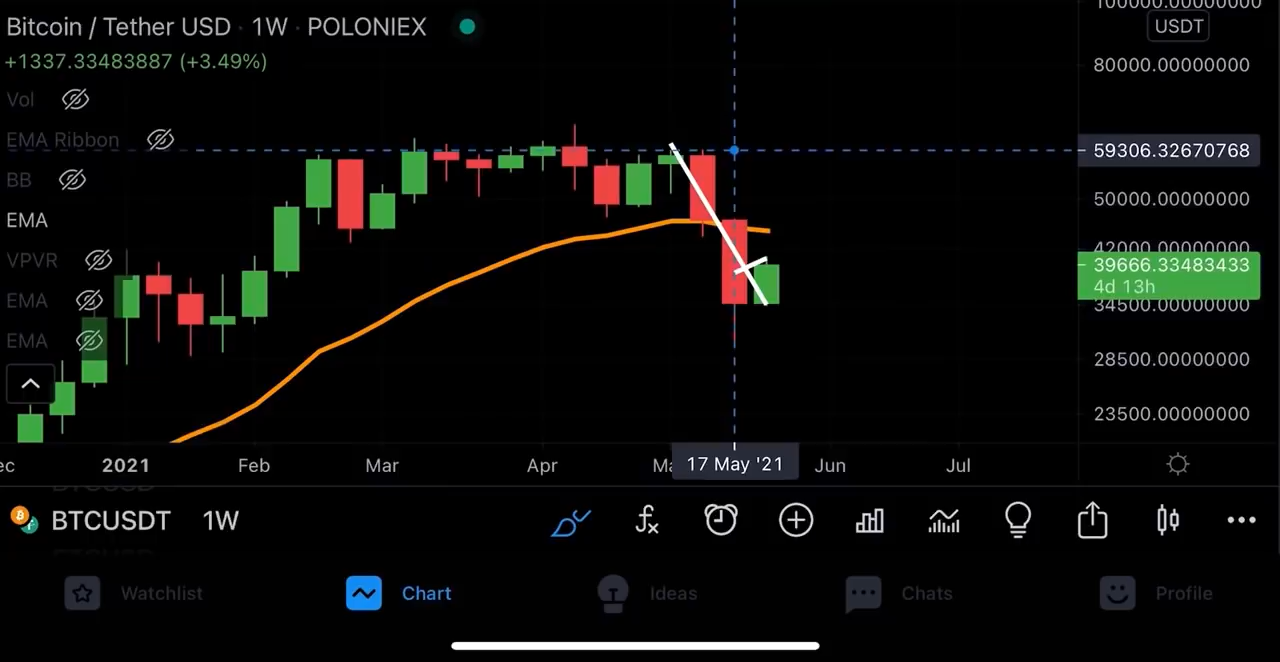 Bitcoin / Tether USD · 1W · POLONIEX
+1337.33483887 (+3.49%)
Vol
EMA Ribbon
BB
EMA
VPVR
EMA
EMA
100000.00000000
USDT
80000.00000000
59306.32670768
50000.00000000
42000.00000000
39666.33483433
4d 13h
34500.00000000
28500.00000000
23500.00000000
ec 2021 Feb Mar Apr Ma 17 May '21 Jun Jul
BTCUSDT 1W
Watchlist Chart Ideas Chats Profile